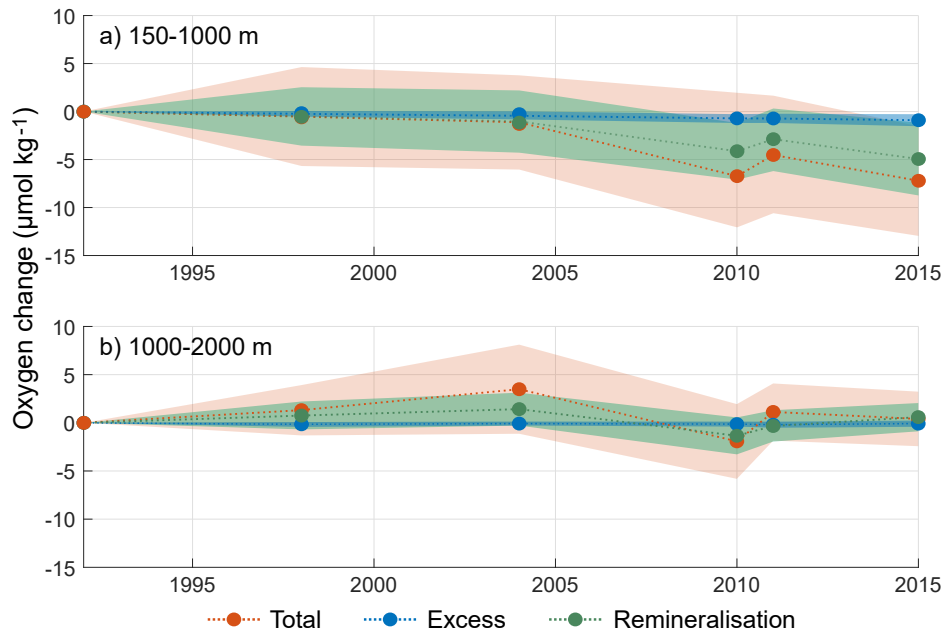 a) 150-1000 m
10
5
0
-5
-10
-15
1995 2000 2005 2010 2015
Oxygen change (µmol kg⁻¹)
b) 1000-2000 m
10
5
0
-5
-10
-15
1995 2000 2005 2010 2015
Total Excess Remineralisation